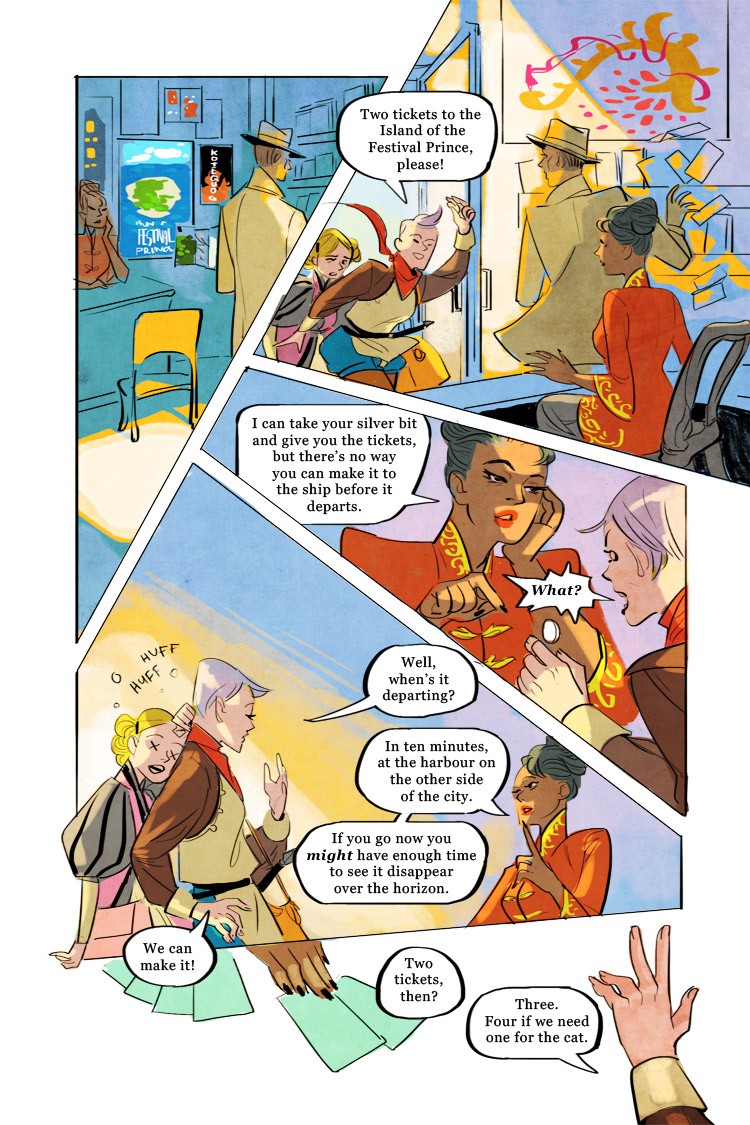 KOTEGUOG
FESTIVAL
PRINC
Two tickets to the
Island of the
Festival Prince,
please!
I can take your silver bit
and give you the tickets,
but there's no way
you can make it to
the ship before it
departs.
What?
HUFF
HUFF
Well,
when's it
departing?
In ten minutes,
at the harbour on
the other side
of the city.
If you go now you
might have enough time
to see it disappear
over the horizon.
We can
make it!
Two
tickets,
then?
Three.
Four if we need
one for the cat.